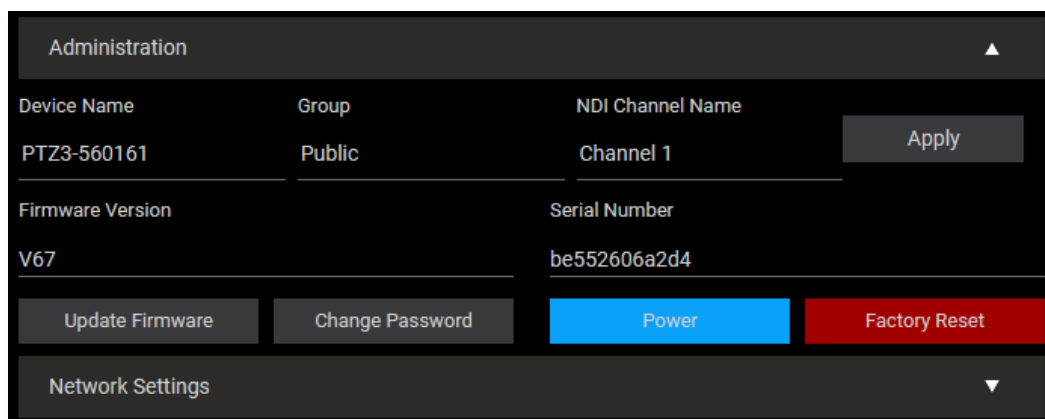 Administration
Device Name Group NDI Channel Name
PTZ3-560161 Public Channel 1 Apply
Firmware Version Serial Number
V67 be552606a2d4
Update Firmware Change Password Power Factory Reset
Network Settings